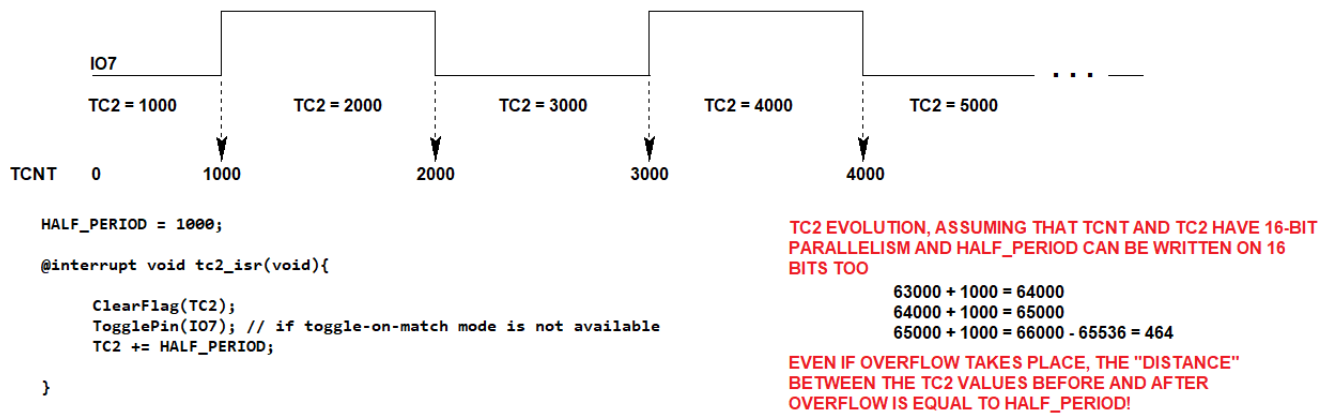 IO7
TC2 = 1000 TC2 = 2000 TC2 = 3000 TC2 = 4000 TC2 = 5000
TCNT 0 1000 2000 3000 4000
HALF_PERIOD = 1000;
@interrupt void tc2_isr(void){
ClearFlag(TC2);
TogglePin(IO7); // if toggle-on-match mode is not available
TC2 += HALF_PERIOD;
}
TC2 EVOLUTION, ASSUMING THAT TCNT AND TC2 HAVE 16-BIT
PARALLELISM AND HALF_PERIOD CAN BE WRITTEN ON 16
BITS TOO
63000 + 1000 = 64000
64000 + 1000 = 65000
65000 + 1000 = 66000 - 65536 = 464
EVEN IF OVERFLOW TAKES PLACE, THE "DISTANCE"
BETWEEN THE TC2 VALUES BEFORE AND AFTER
OVERFLOW IS EQUAL TO HALF_PERIOD!